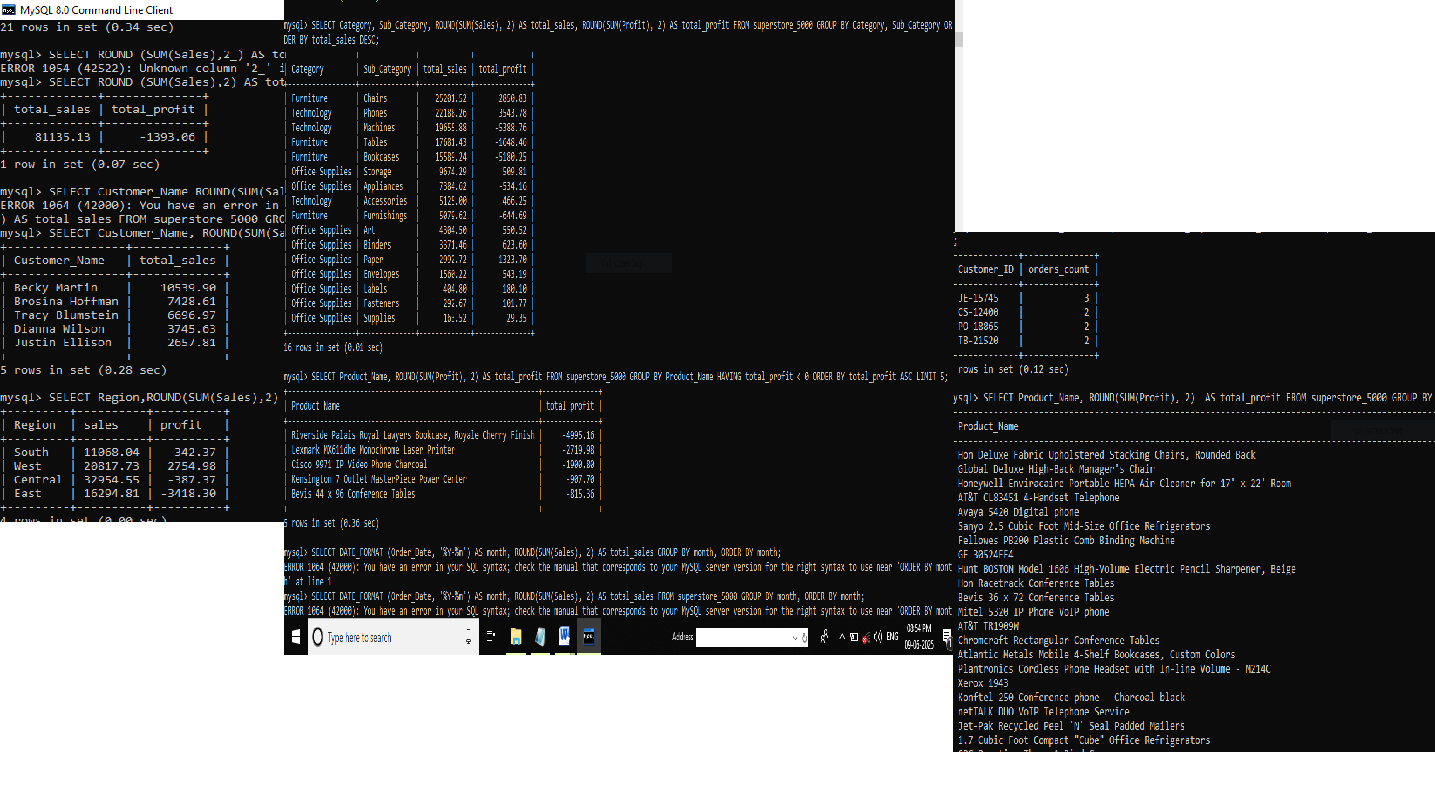 MySQL 8.0 Command Line Client
21 rows in set (0.34 sec)
mysql> SELECT ROUND (SUM(Sales),2_) AS to
ERROR 1054 (42S22): Unknown column '2_' i
mysql> SELECT ROUND (SUM(Sales),2) AS tot
| total_sales | total_profit |
| 81135.13 | -1393.06 |
1 row in set (0.07 sec)
mysql> SELECT Customer_Name ROUND(SUM(Sal
ERROR 1064 (42000): You have an error in
) AS total_sales FROM superstore_5000 GRO
mysql> SELECT Customer_Name, ROUND(SUM(Sa
| Customer_Name | total_sales |
| Becky Martin | 10539.90 |
| Brosina Hoffman | 7428.61 |
| Tracy Blumstein | 6696.97 |
| Dianna Wilson | 3745.63 |
| Justin Ellison | 2657.81 |
5 rows in set (0.28 sec)
mysql> SELECT Region,ROUND(SUM(Sales),2)
| Region | sales | profit |
| South | 11068.04 | 342.37 |
| West | 20817.73 | 2754.98 |
| Central | 32954.55 | -387.37 |
| East | 16294.81 | -3418.30 |
4 rows in set (0.00 sec)
mysql> SELECT Category, Sub_Category, ROUND(SUM(Sales), 2) AS total_sales, ROUND(SUM(Profit), 2) AS total_profit FROM superstore_5000 GROUP BY Category, Sub_Category OR
DER BY total_sales DESC;
| Category | Sub_Category | total_sales | total_profit |
| Furniture | Chairs | 25201.92 | 2850.83 |
| Technology | Phones | 22188.26 | 3543.78 |
| Technology | Machines | 19655.88 | -5388.76 |
| Furniture | Tables | 17681.43 | -1648.46 |
| Furniture | Bookcases | 15589.24 | -5180.25 |
| Office Supplies | Storage | 9674.29 | 509.81 |
| Office Supplies | Appliances | 7384.62 | -534.16 |
| Technology | Accessories | 5125.00 | 466.25 |
| Furniture | Furnishings | 5079.62 | -644.69 |
| Office Supplies | Art | 4304.50 | 550.52 |
| Office Supplies | Binders | 3371.46 | 623.60 |
| Office Supplies | Paper | 2992.72 | 1323.70 |
| Office Supplies | Envelopes | 1560.22 | 543.19 |
| Office Supplies | Labels | 404.80 | 180.10 |
| Office Supplies | Fasteners | 292.67 | 101.77 |
| Office Supplies | Supplies | 29.35 |
16 rows in set (0.01 sec)
mysql> SELECT Product_Name, ROUND(SUM(Profit), 2) AS total_profit FROM superstore_5000 GROUP BY Product_Name HAVING total_profit < 0 ORDER BY total_profit ASC LIMIT 5;
| Product_Name | total_profit |
| Riverside Palais Royal Lawyers Bookcase, Royale Cherry Finish | -4995.16 |
| Lexmark MX611dhe Monochrome Laser Printer | -2719.98 |
| Cisco 9971 IP Video Phone Charcoal | -1900.80 |
| Kensington 7 Outlet MasterPiece Power Center | -907.70 |
| Bevis 44 x 96 Conference Tables | -815.36 |
5 rows in set (0.36 sec)
mysql> SELECT DATE_FORMAT (Order_Date, '%Y-%m') AS month, ROUND(SUM(Sales), 2) AS total_sales GROUP BY month, ORDER BY month;
ERROR 1064 (42000): You have an error in your SQL syntax; check the manual that corresponds to your MySQL server version for the right syntax to use near 'ORDER BY mont
h' at line 1
mysql> SELECT DATE_FORMAT (Order_Date, '%Y-%m') AS month, ROUND(SUM(Sales), 2) AS total_sales FROM superstore_5000 GROUP BY month, ORDER BY month;
ERROR 1064 (42000): You have an error in your SQL syntax; check the manual that corresponds to your MySQL server version for the right syntax to use near 'ORDER BY mont
Type here to search
Address
ENG
08:54 PM
09-06-2025
;
Customer_ID | orders_count |
JE-15745 | 3 |
CS-12400 | 2 |
PO-18865 | 2 |
TB-21520 | 2 |
rows in set (0.12 sec)
ysql> SELECT Product_Name, ROUND(SUM(Profit), 2) AS total_profit FROM superstore_5000 GROUP BY
Product_Name
Hon Deluxe Fabric Upholstered Stacking Chairs, Rounded Back
Global Deluxe High-Back Manager's Chair
Honeywell Enviracaire Portable HEPA Air Cleaner for 17' x 22' Room
AT&T CL83451 4-Handset Telephone
Avaya 5420 Digital phone
Sanyo 2.5 Cubic Foot Mid-Size Office Refrigerators
Fellowes PB200 Plastic Comb Binding Machine
GE 30524EE4
Hunt BOSTON Model 1606 High-Volume Electric Pencil Sharpener, Beige
Hon Racetrack Conference Tables
Bevis 36 x 72 Conference Tables
Mitel 5320 IP Phone VoIP phone
AT&T TR1909W
Chromcraft Rectangular Conference Tables
Atlantic Metals Mobile 4-Shelf Bookcases, Custom Colors
Plantronics Cordless Phone Headset with In-line Volume - M214C
Xerox 1943
Konftel 250 Conference phone - Charcoal black
netTALK DUO VoIP Telephone Service
Jet-Pak Recycled Peel 'N' Seal Padded Mailers
1.7 Cubic Foot Compact "Cube" Office Refrigerators